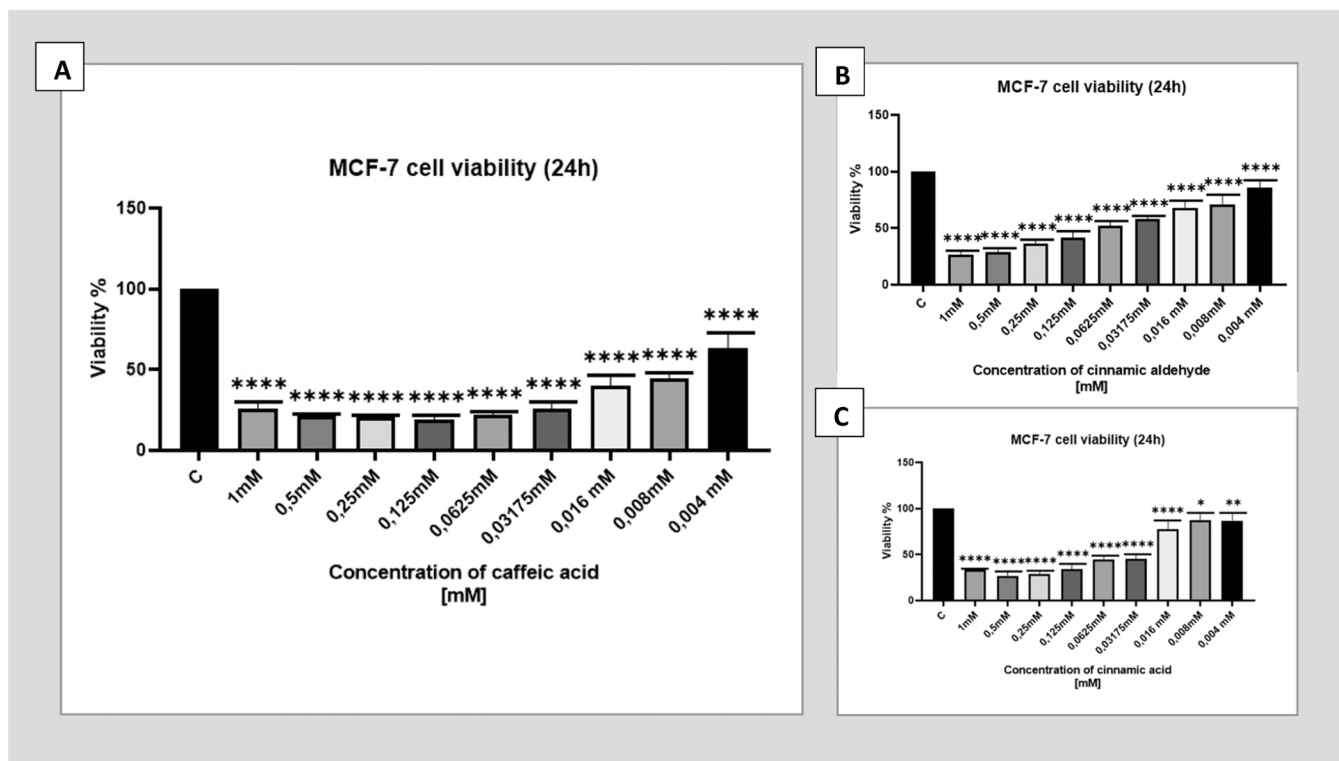 A
MCF-7 cell viability (24h)
Viability %
150
100
50
0
****
****
****
****
****
****
****
****
****
C
1mM
0,5mM
0,25mM
0,125mM
0,0625mM
0,03175mM
0,016 mM
0,008mM
0,004 mM
Concentration of caffeic acid
[mM]
B
MCF-7 cell viability (24h)
Viability %
150
100
50
0
****
****
****
****
****
****
****
****
****
C
1mM
0,5mM
0,25mM
0,125mM
0,0625mM
0,03175mM
0,016 mM
0,008mM
0,004 mM
Concentration of cinnamic aldehyde
[mM]
C
MCF-7 cell viability (24h)
Viability %
150
100
50
0
****
****
****
****
****
****
****
*
**
C
1mM
0,5mM
0,25mM
0,125mM
0,0625mM
0,03175mM
0,016 mM
0,008mM
0,004 mM
Concentration of cinnamic acid
[mM]